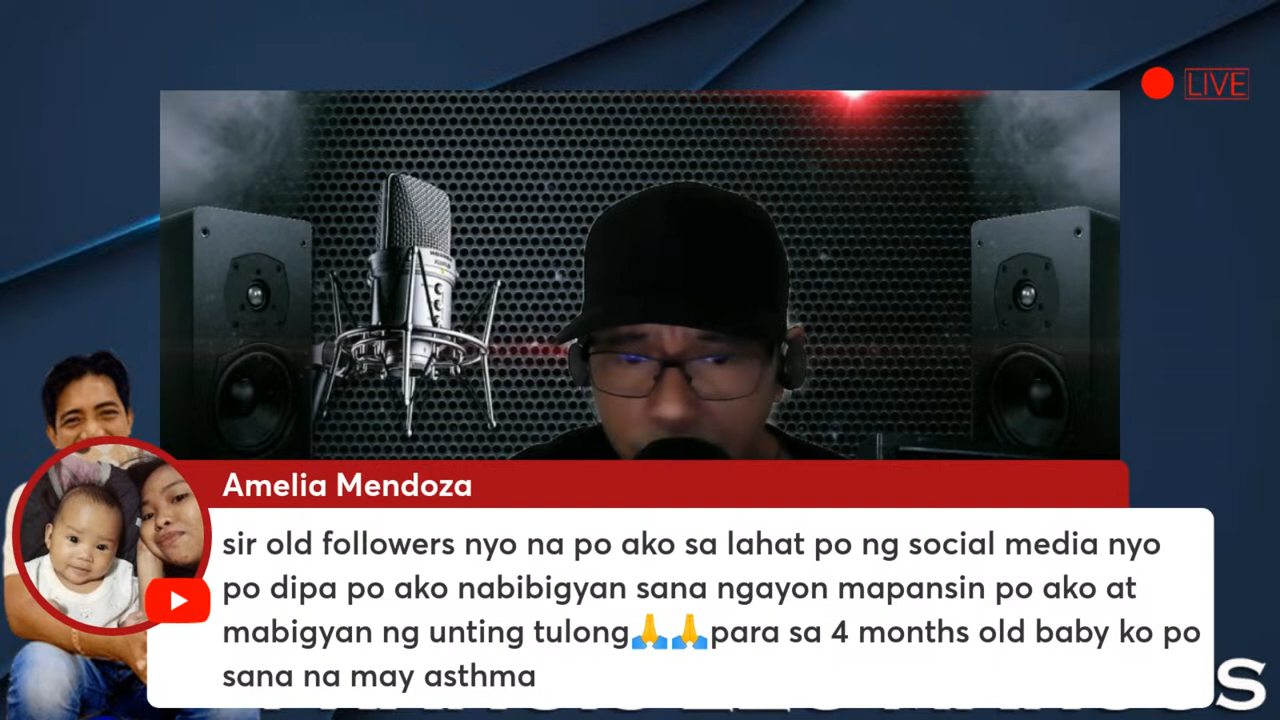 LIVE
Amelia Mendoza
sir old followers nyo na po ako sa lahat po ng social media nyo
po dipa po ako nabibigyan sana ngayon mapansin po ako at
mabigyan ng unting tulong🙏🙏para sa 4 months old baby ko po
sana na may asthma